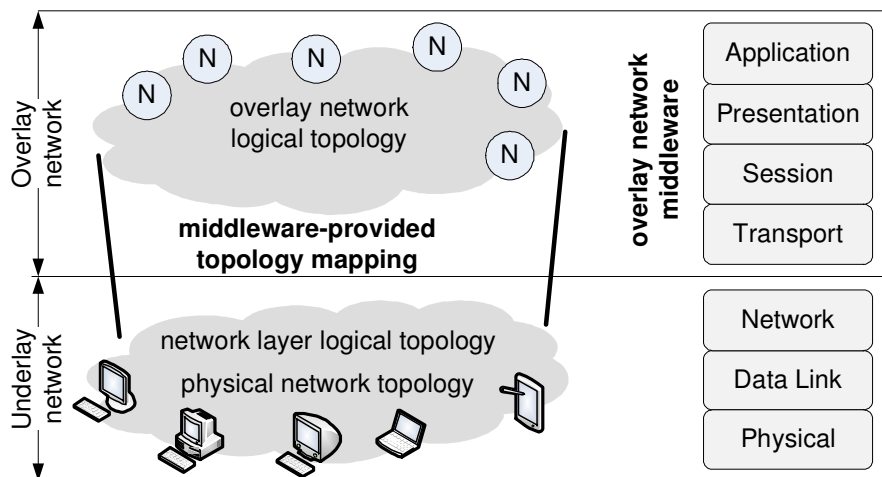 Overlay
network
N
N
N
N
N
N
overlay network
logical topology
middleware-provided
topology mapping
overlay network
middleware
Application
Presentation
Session
Transport
Underlay
network
network layer logical topology
physical network topology
Network
Data Link
Physical